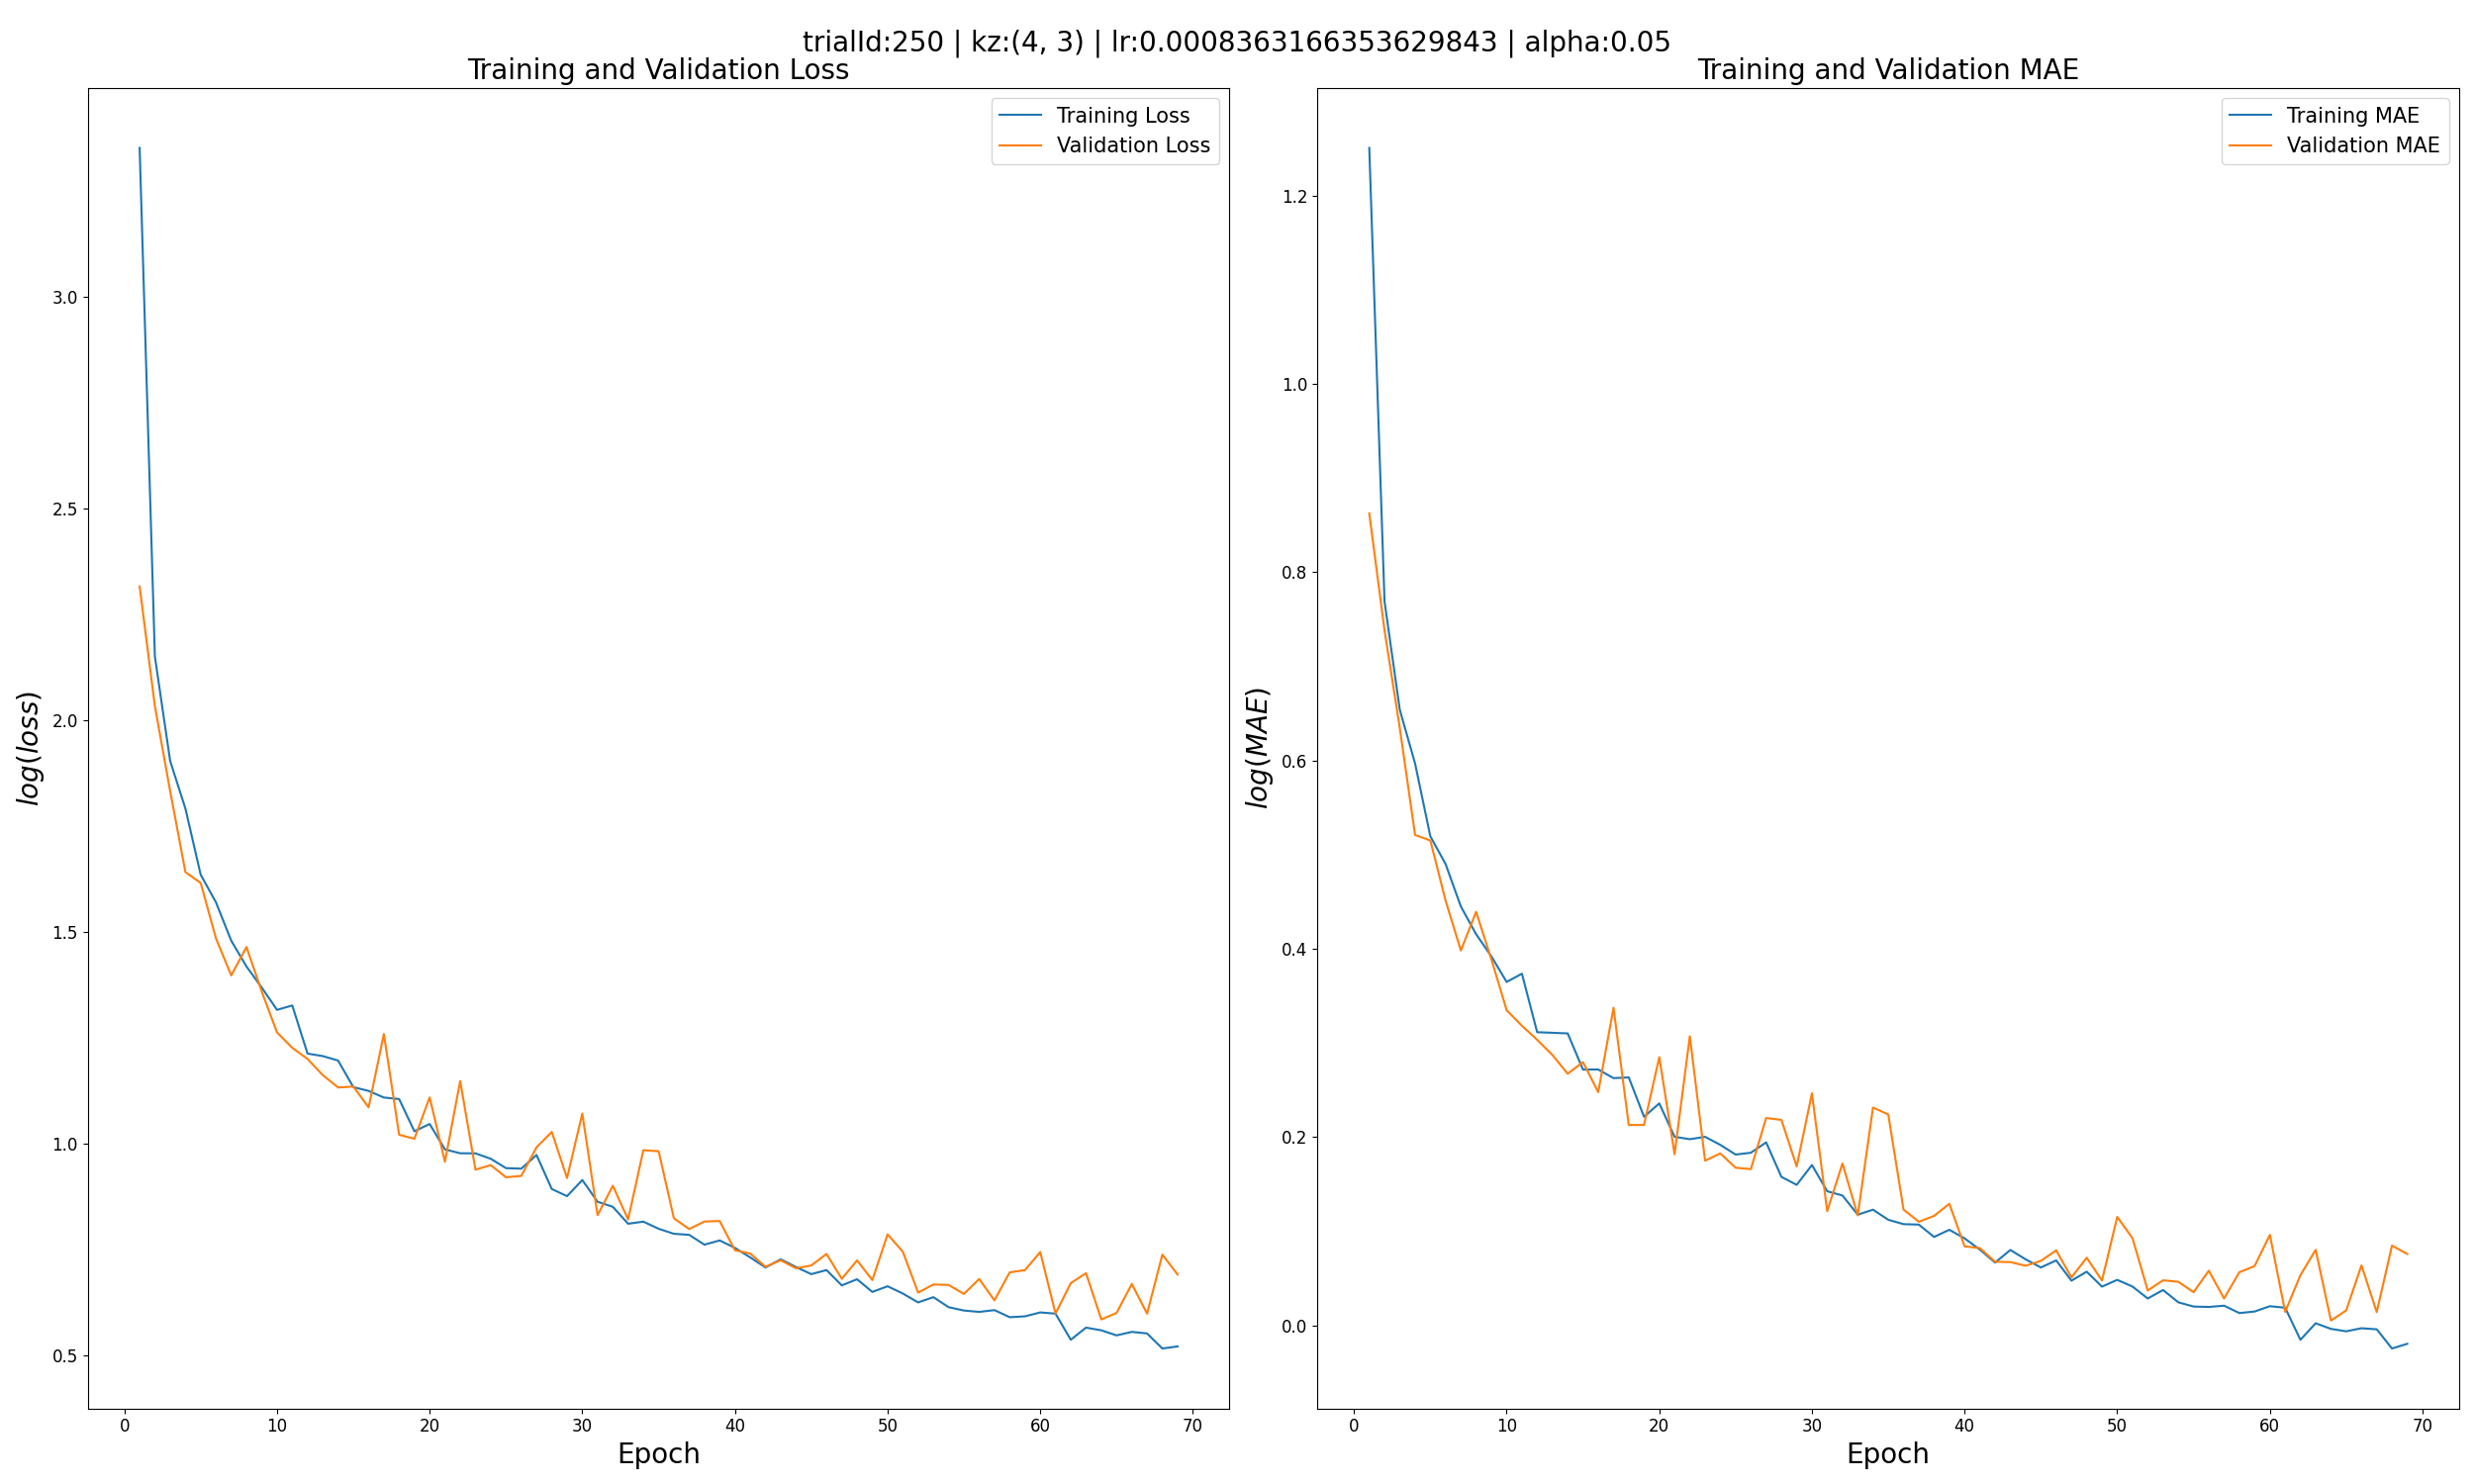 trialId:250 | kz:(4, 3) | lr:0.0008363166353629843 | alpha:0.05
Training and Validation Loss
Training Loss
Validation Loss
3.0
2.5
2.0
1.5
1.0
0.5
log(loss)
0 10 20 30 40 50 60 70
Epoch
Training and Validation MAE
Training MAE
Validation MAE
1.2
1.0
0.8
0.6
0.4
0.2
0.0
log(MAE)
0 10 20 30 40 50 60 70
Epoch